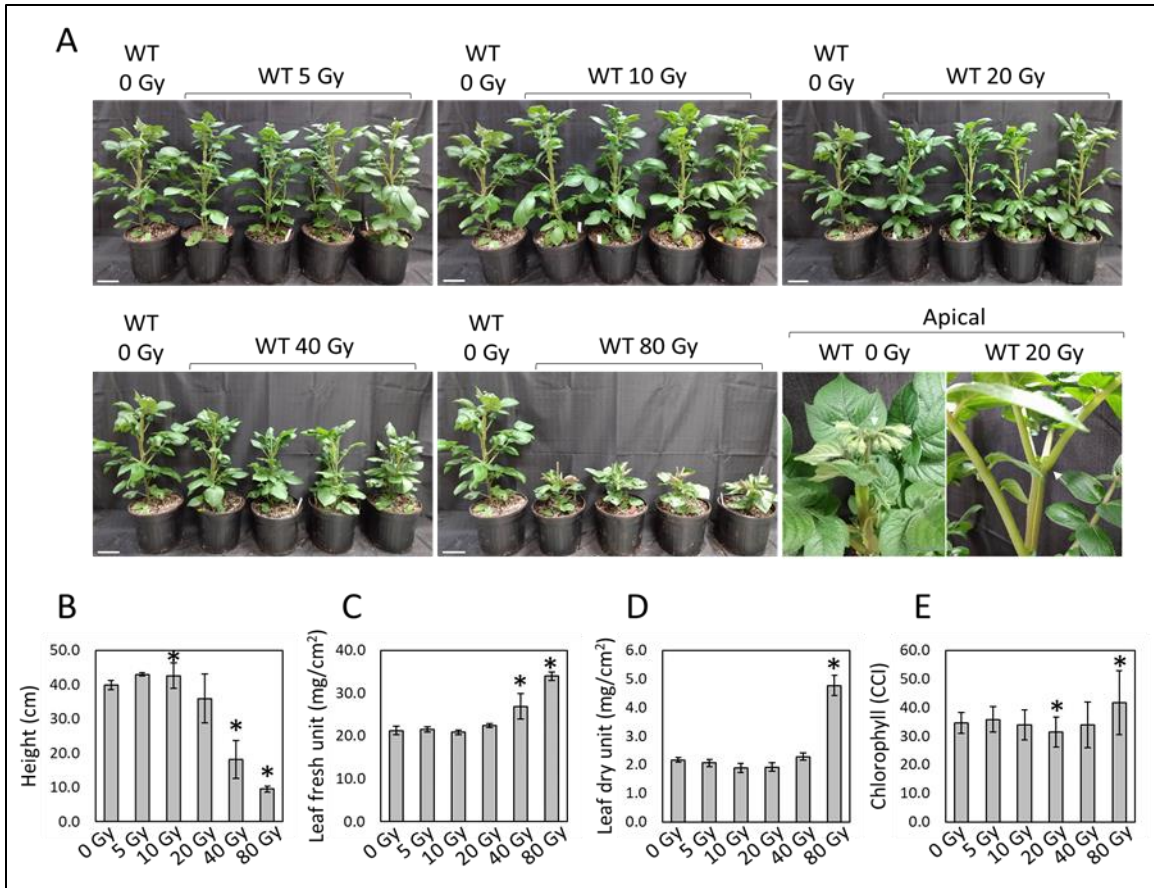 A
WT
0 Gy
WT 5 Gy
WT
0 Gy
WT 10 Gy
WT
0 Gy
WT 20 Gy
WT
0 Gy
WT 40 Gy
WT
0 Gy
WT 80 Gy
Apical
WT 0 Gy
WT 20 Gy
B
Height (cm)
50.0
40.0
30.0
20.0
10.0
0.0
*
*
*
0 Gy
5 Gy
10 Gy
20 Gy
40 Gy
80 Gy
C
Leaf fresh unit (mg/cm²)
40.0
30.0
20.0
10.0
0.0
*
*
0 Gy
5 Gy
10 Gy
20 Gy
40 Gy
80 Gy
D
Leaf dry unit (mg/cm²)
6.0
5.0
4.0
3.0
2.0
1.0
0.0
*
0 Gy
5 Gy
10 Gy
20 Gy
40 Gy
80 Gy
E
Chlorophyll (CCI)
60.0
50.0
40.0
30.0
20.0
10.0
0.0
*
*
0 Gy
5 Gy
10 Gy
20 Gy
40 Gy
80 Gy